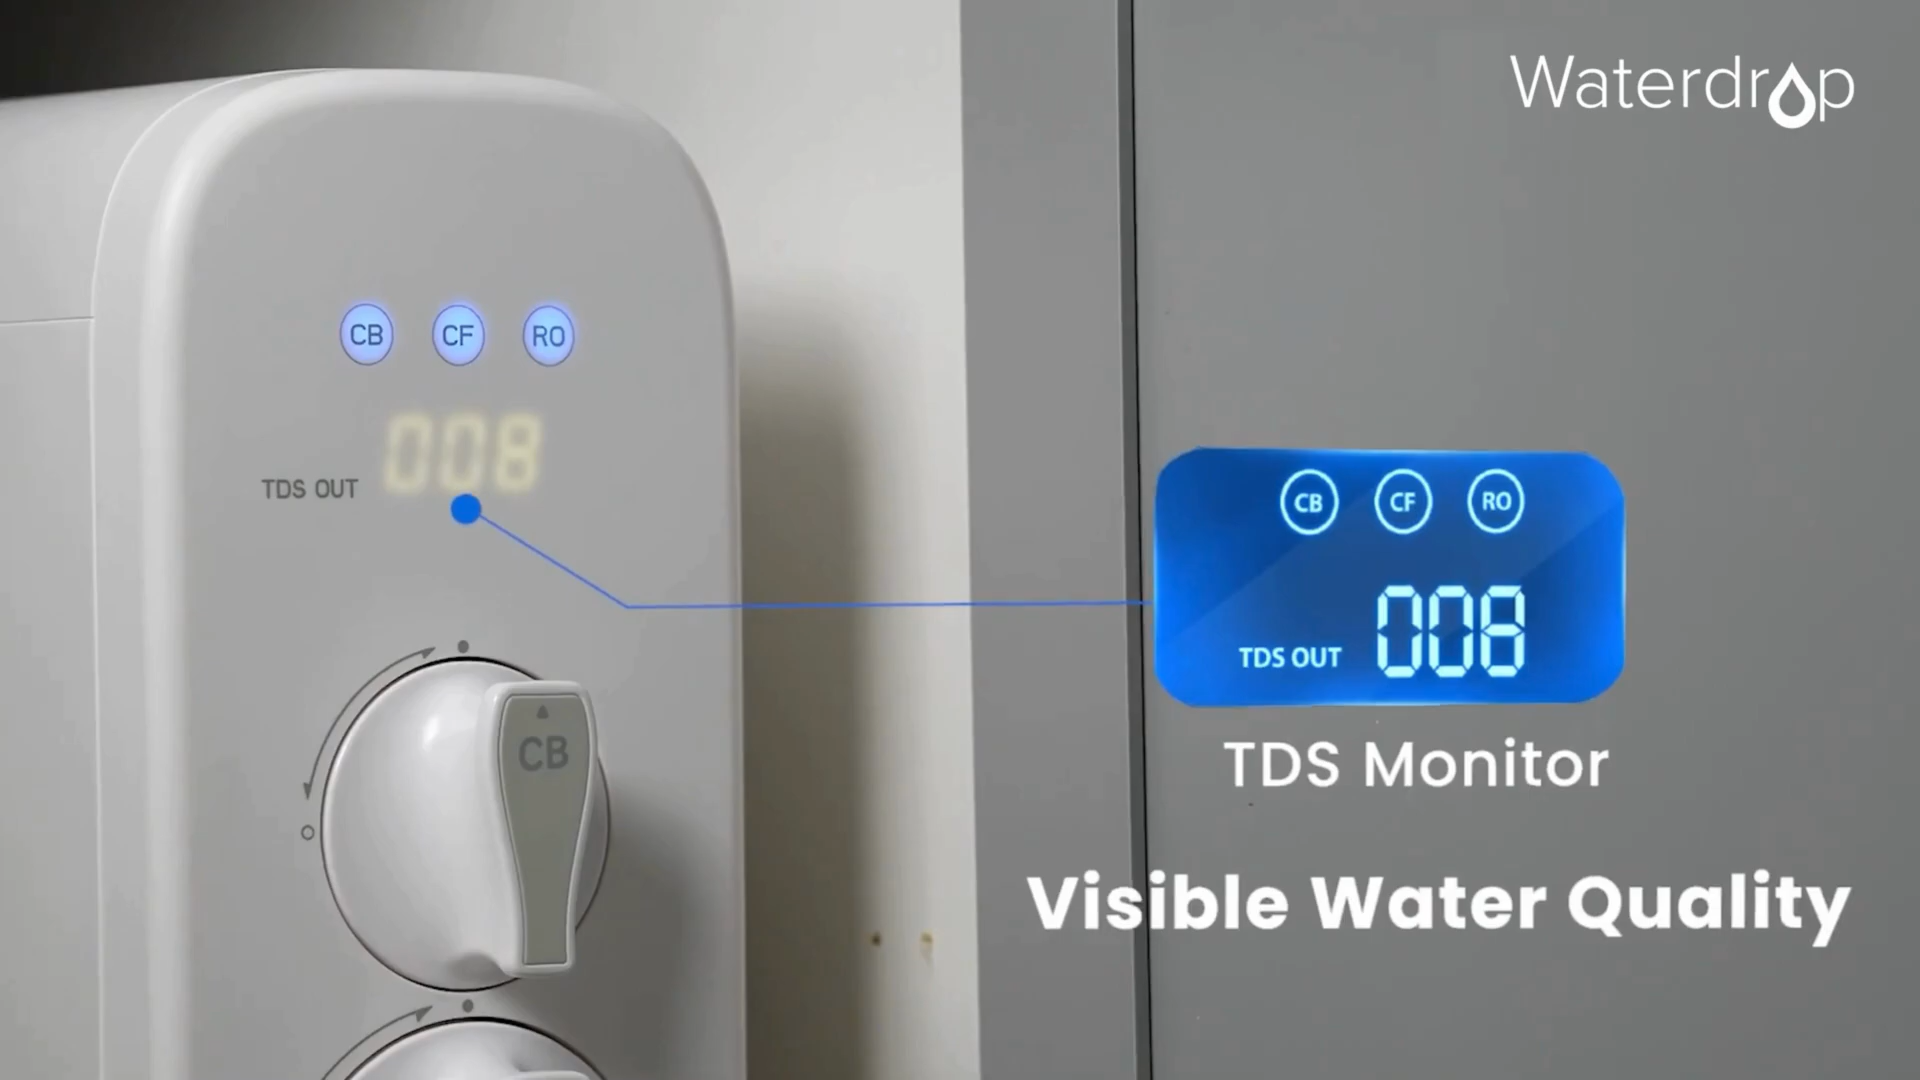 Waterdrop
CB CF RO
008
TDS OUT
CB
CB CF RO
TDS OUT 008
TDS Monitor
Visible Water Quality